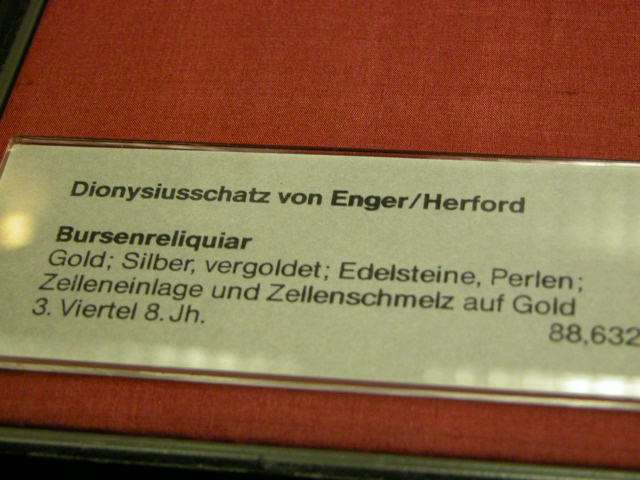 Dionysiusschatz von Enger/Herford
Bursenreliquiar
Gold; Silber, vergoldet; Edelsteine, Perlen;
Zelleneinlage und Zellenschmelz auf Gold
3. Viertel 8. Jh.
88,632